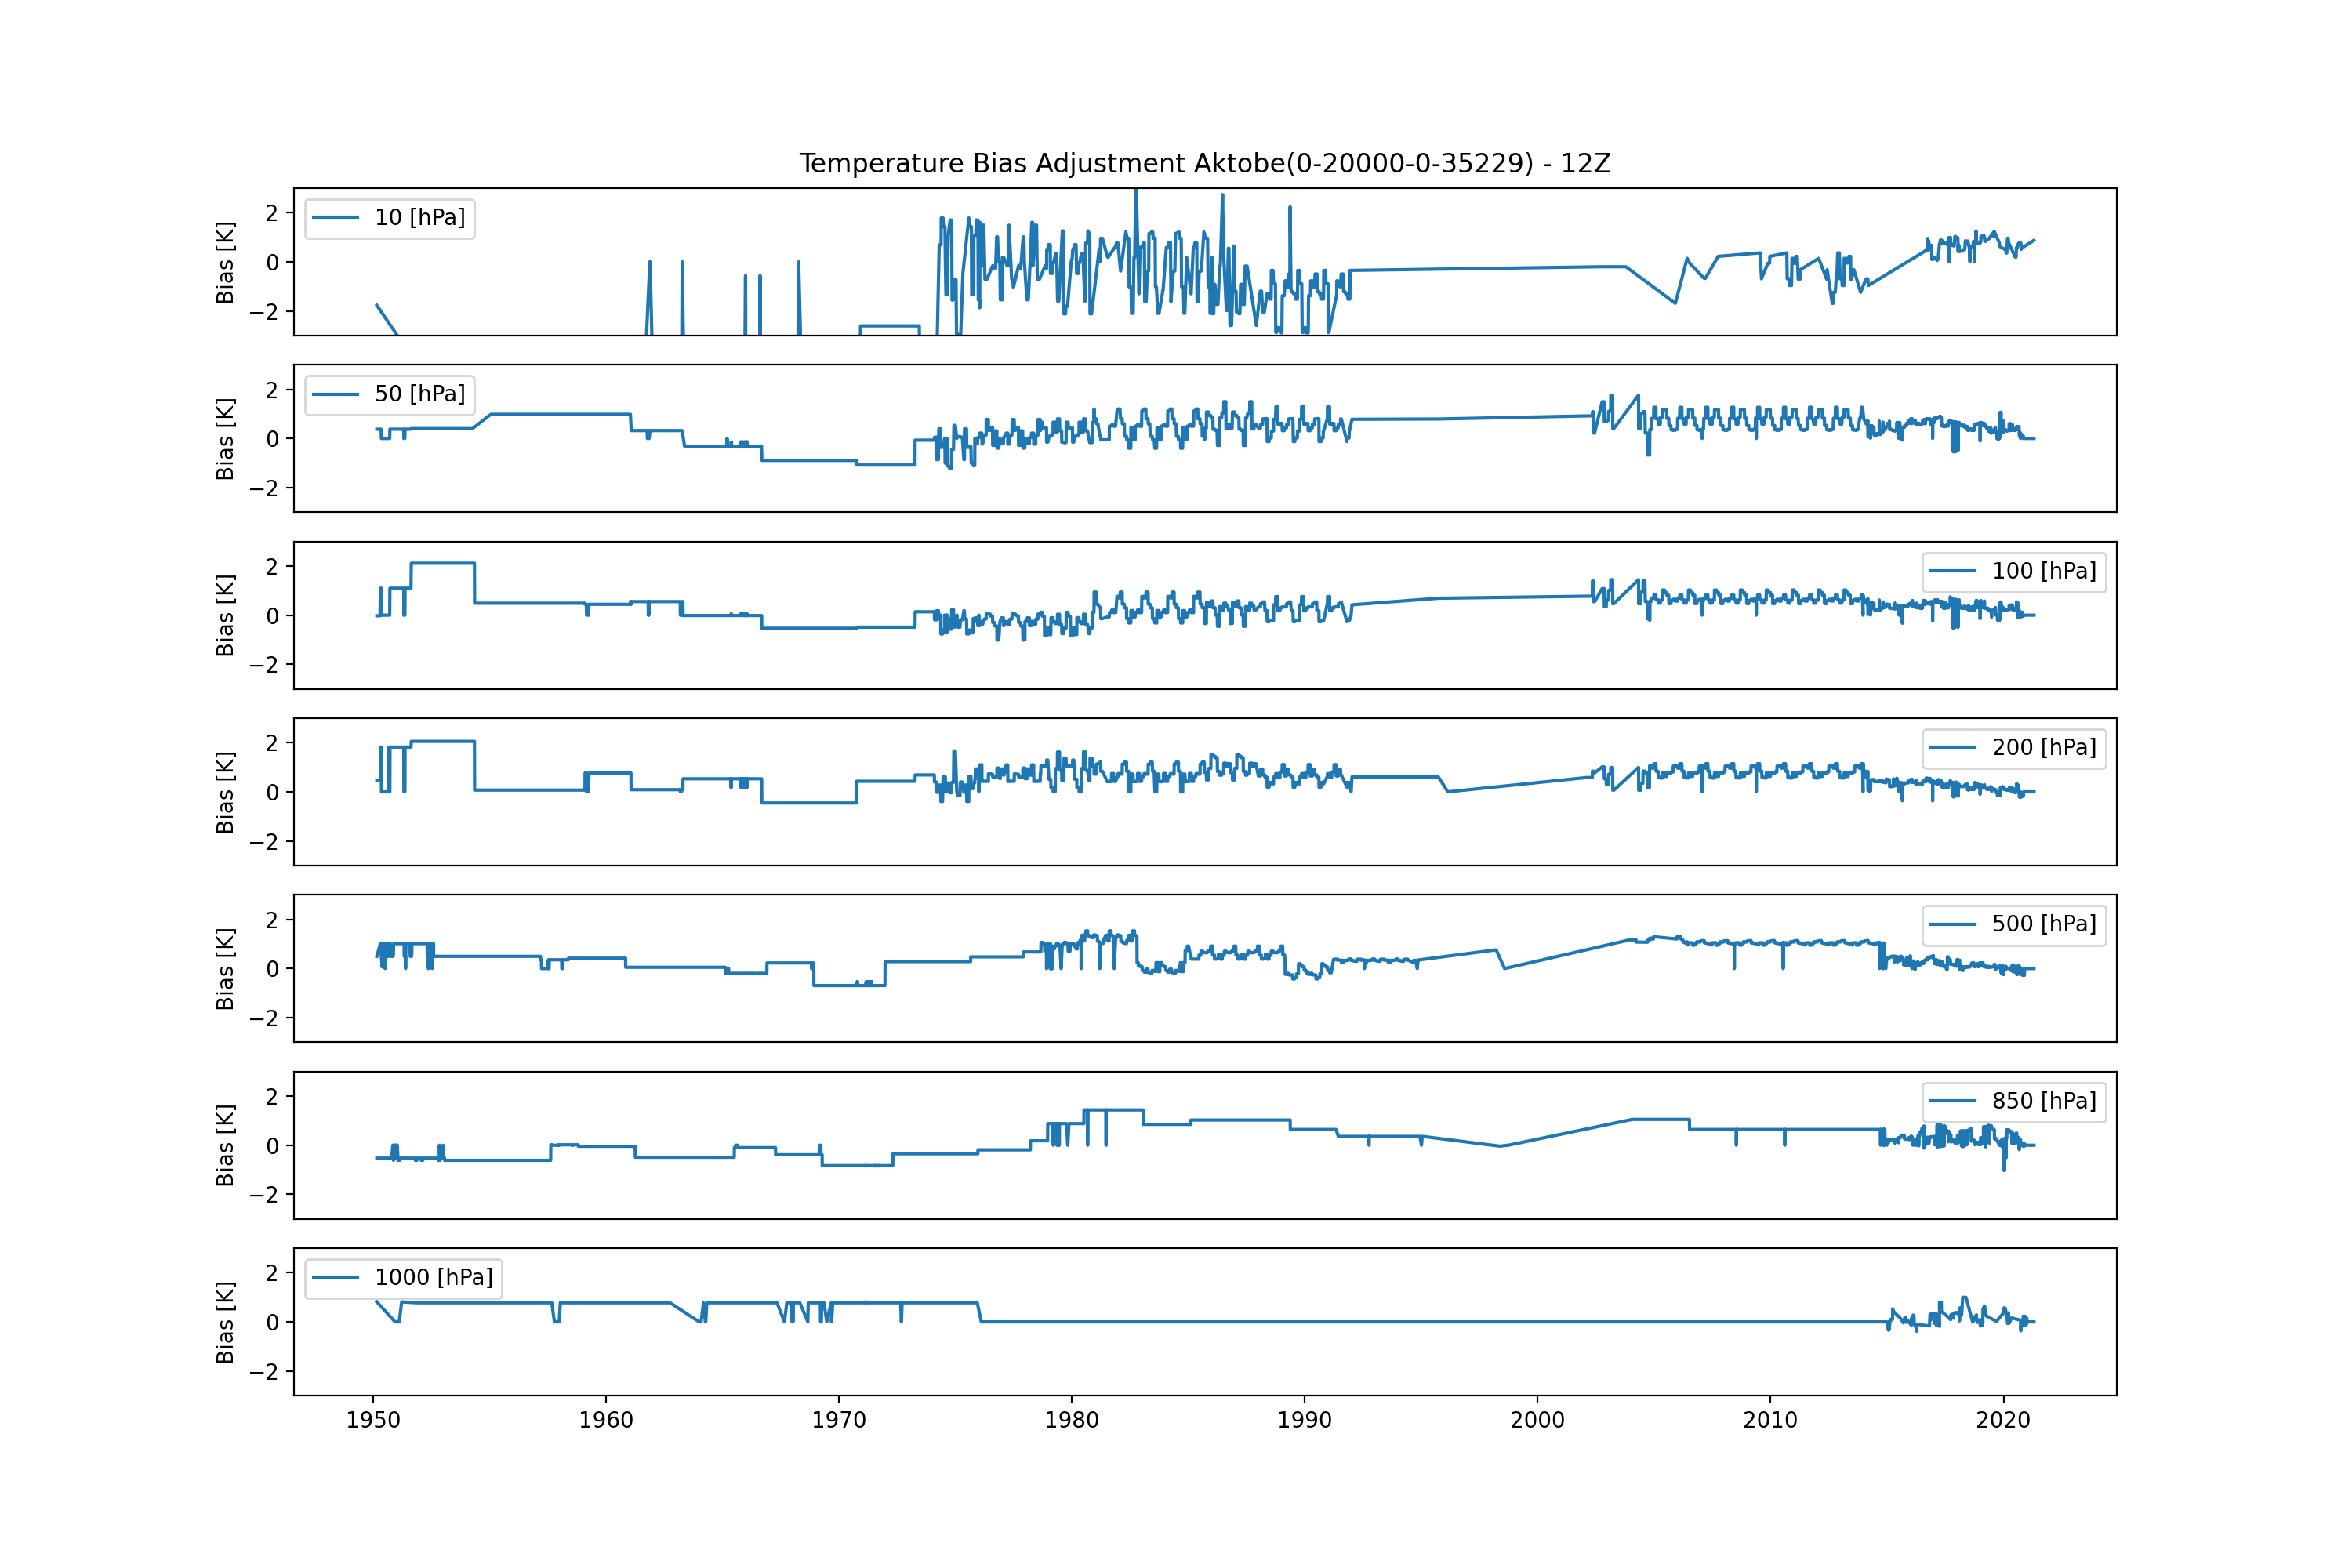 Temperature Bias Adjustment Aktobe(0-20000-0-35229) - 12Z
Bias [K]
2
0
−2
10 [hPa]
Bias [K]
2
0
−2
50 [hPa]
Bias [K]
2
0
−2
100 [hPa]
Bias [K]
2
0
−2
200 [hPa]
Bias [K]
2
0
−2
500 [hPa]
Bias [K]
2
0
−2
850 [hPa]
Bias [K]
2
0
−2
1000 [hPa]
1950 1960 1970 1980 1990 2000 2010 2020